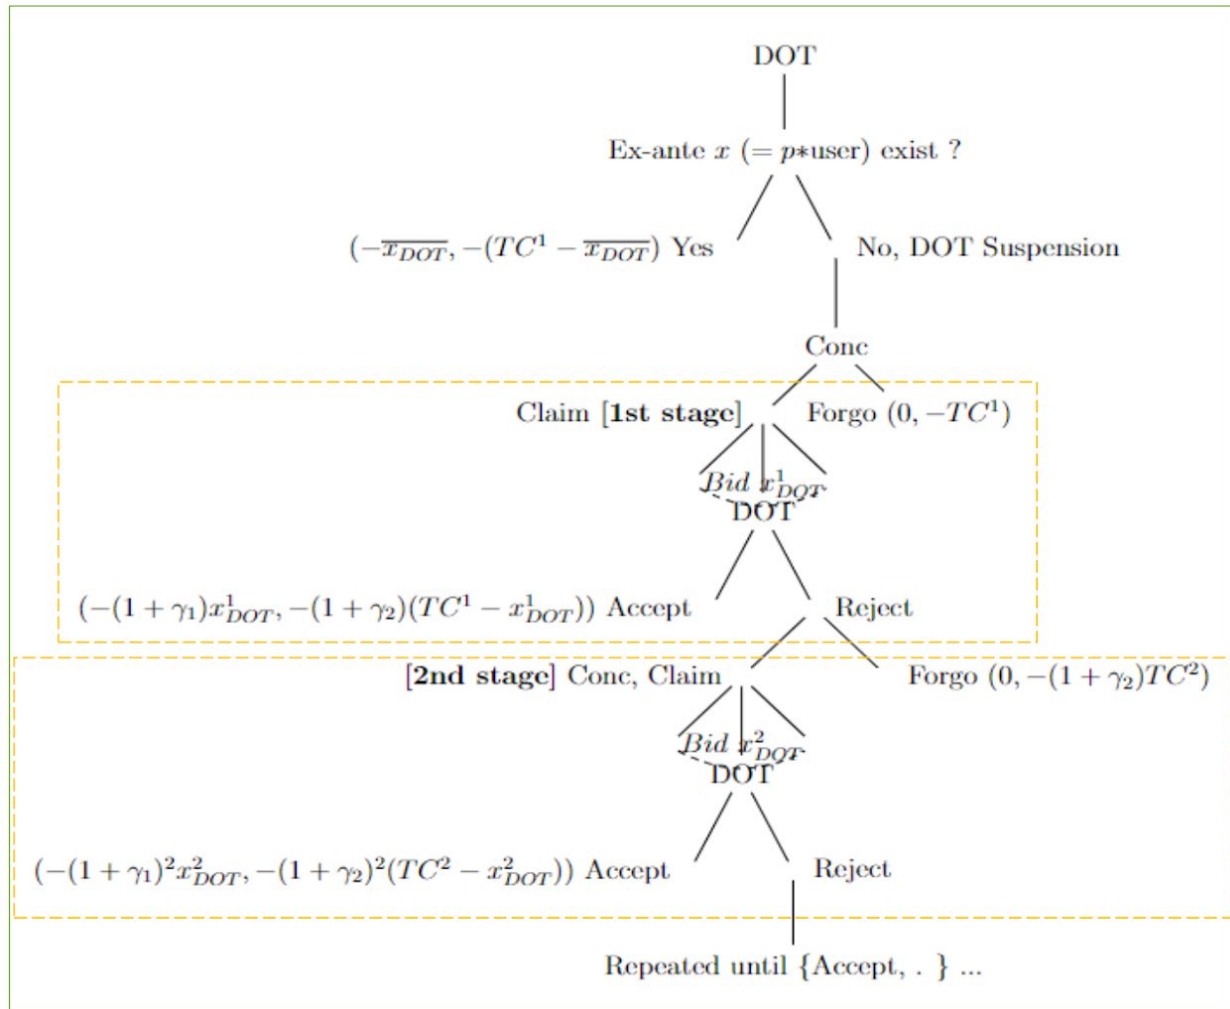 DOT
Ex-ante x (= p*user) exist ?
(−x̅_DOT, −(TC¹ − x̅_DOT) Yes
No, DOT Suspension
Conc
Claim [1st stage]
Forgo (0, −TC¹)
Bid x¹_DOT
DOT
(−(1 + γ₁)x¹_DOT, −(1 + γ₂)(TC¹ − x¹_DOT)) Accept
Reject
[2nd stage] Conc, Claim
Forgo (0, −(1 + γ₂)TC²)
Bid x²_DOT
DOT
(−(1 + γ₁)²x²_DOT, −(1 + γ₂)²(TC² − x²_DOT)) Accept
Reject
Repeated until {Accept, . } ...